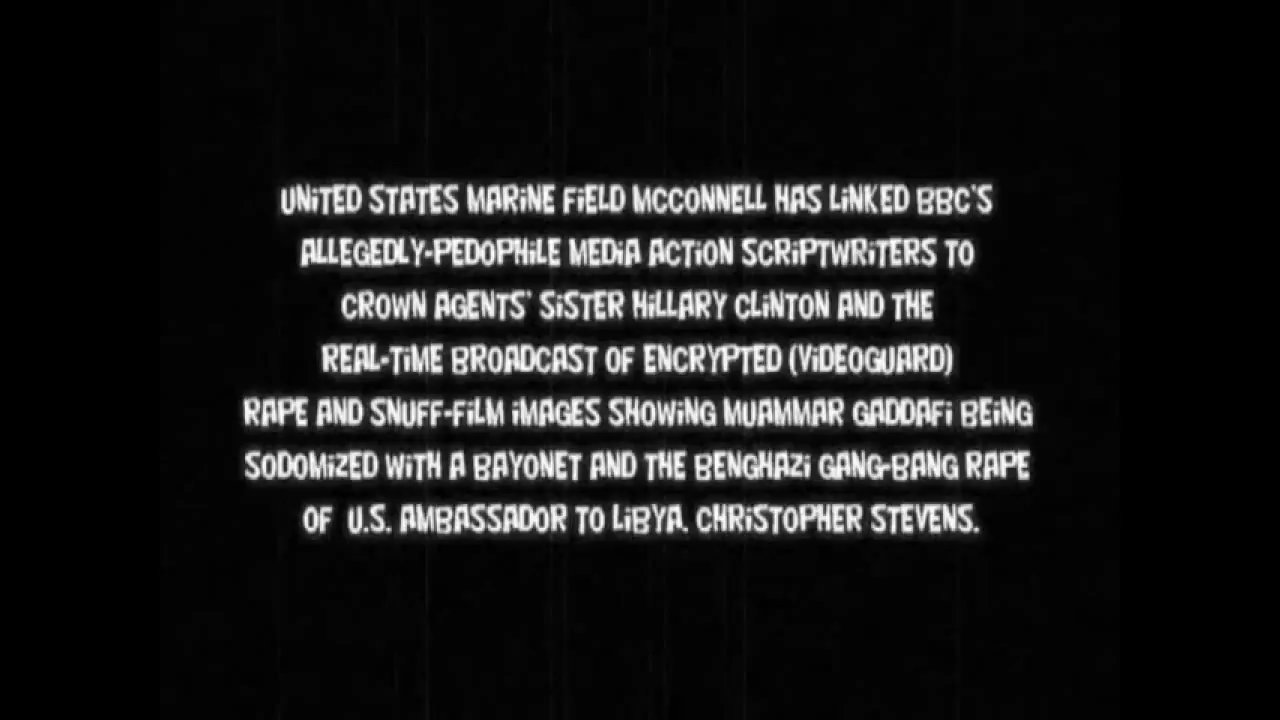 UNiTED STATES MARiNE FiELD MCCONNELL HAS LiNKED BBC'S
ALLEGEDLY-PEDOPHiLE MEDiA ACTiON SCRiPTWRiTERS TO
CROWN AGENTS' SiSTER HiLLARY CLiNTON AND THE
REAL-TiME BROADCAST OF ENCRYPTED (ViDEOGUARD)
RAPE AND SNUFF-FiLM iMAGES SHOWiNG MUAMMAR GADDAFi BEiNG
SODOMiZED WiTH A BAYONET AND THE BENGHAZi GANG-BANG RAPE
OF U.S. AMBASSADOR TO LiBYA. CHRiSTOPHER STEVENS.